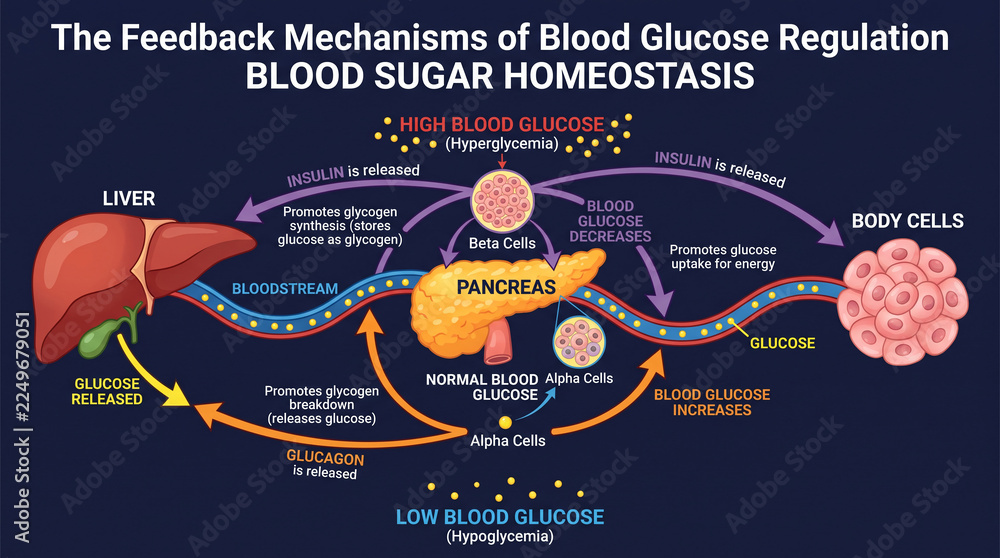 The Feedback Mechanisms of Blood Glucose Regulation
BLOOD SUGAR HOMEOSTASIS
HIGH BLOOD GLUCOSE
(Hyperglycemia)
INSULIN is released
INSULIN is released
LIVER
Promotes glycogen
synthesis (stores
glucose as glycogen)
Beta Cells
BLOOD
GLUCOSE
DECREASES
BODY CELLS
Promotes glucose
uptake for energy
BLOODSTREAM
PANCREAS
GLUCOSE
GLUCOSE
RELEASED
Promotes glycogen
breakdown
(releases glucose)
NORMAL BLOOD
GLUCOSE
Alpha Cells
BLOOD GLUCOSE
INCREASES
Alpha Cells
GLUCAGON
is released
LOW BLOOD GLUCOSE
(Hypoglycemia)
Adobe Stock | #2249679051
Adobe Stock